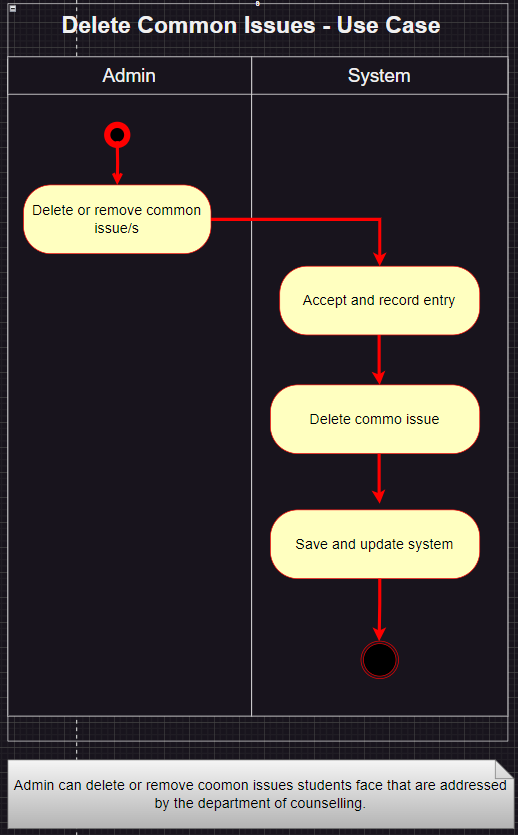 Delete Common Issues - Use Case
Admin
System
Delete or remove common
issue/s
Accept and record entry
Delete commo issue
Save and update system
Admin can delete or remove coomon issues students face that are addressed
by the department of counselling.